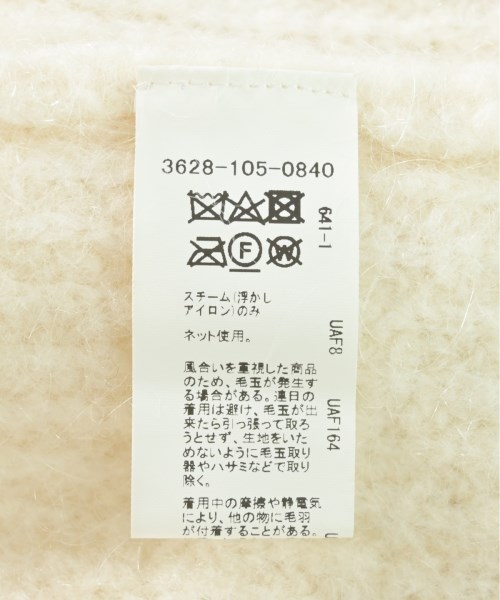 3628-105-0840
641-1
F
W
スチーム(浮かし
アイロン)のみ
ネット使用。
UAF8
UAF164
風合いを重視した商品
のため、毛玉が発生す
る場合がある。連日の
着用は避け、毛玉が出
来たら引っ張って取ろ
うとせず、生地をいた
めないように毛玉取り
器やハサミなどで取り
除く。
着用中の摩擦や静電気
により、他の物に毛羽
が付着することがある。